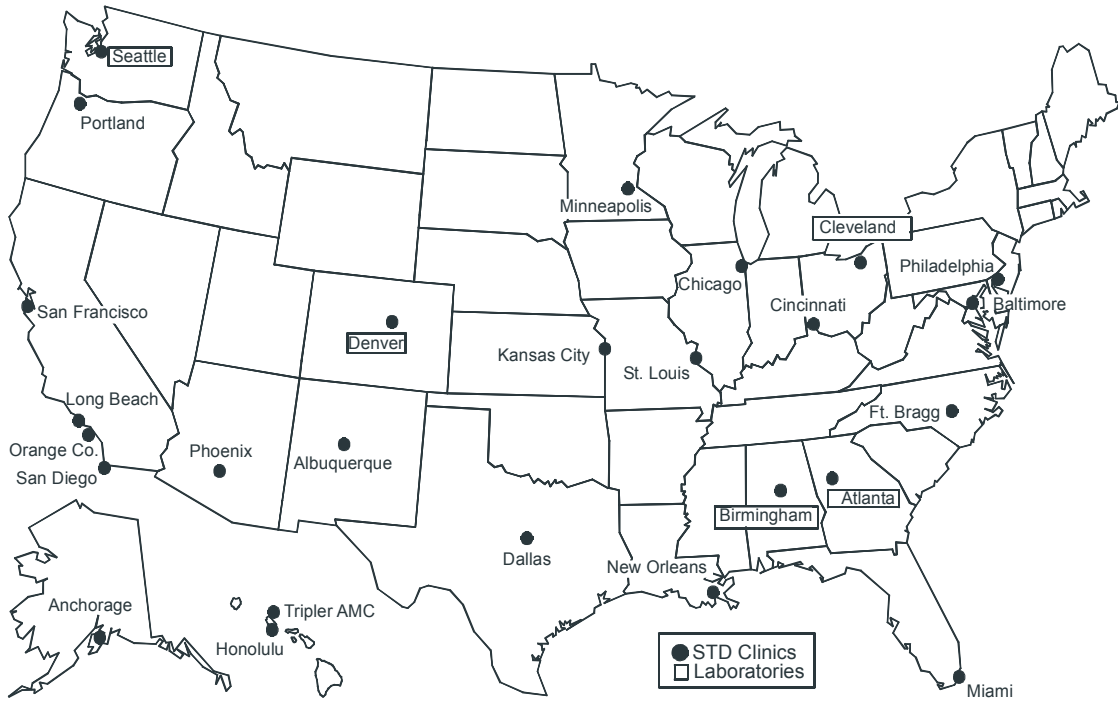 Seattle
Portland
Minneapolis
Cleveland
Philadelphia
Chicago
Cincinnati
Baltimore
San Francisco
Denver
Kansas City
St. Louis
Long Beach
Ft. Bragg
Orange Co.
Phoenix
Albuquerque
San Diego
Atlanta
Birmingham
Dallas
New Orleans
Anchorage
Tripler AMC
Honolulu
STD Clinics
Laboratories
Miami